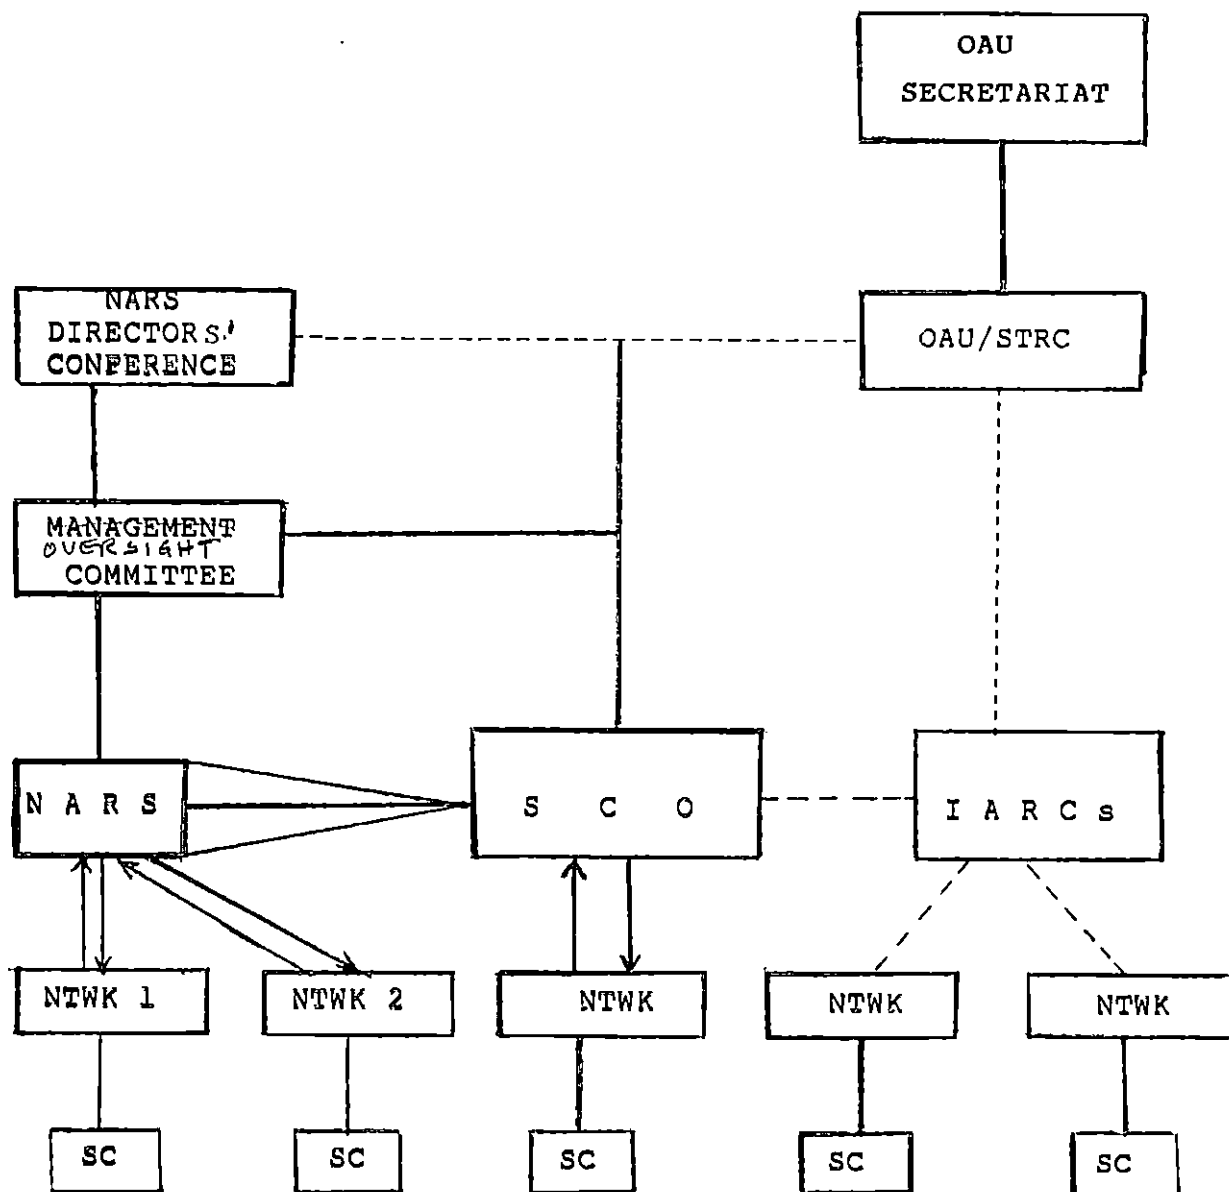 OAU
SECRETARIAT
NARS
DIRECTORS'
CONFERENCE
OAU/STRC
MANAGEMENT
OVERSIGHT
COMMITTEE
N A R S
S C O
I A R C s
NTWK 1
NTWK 2
NTWK
NTWK
NTWK
SC
SC
SC
SC
SC